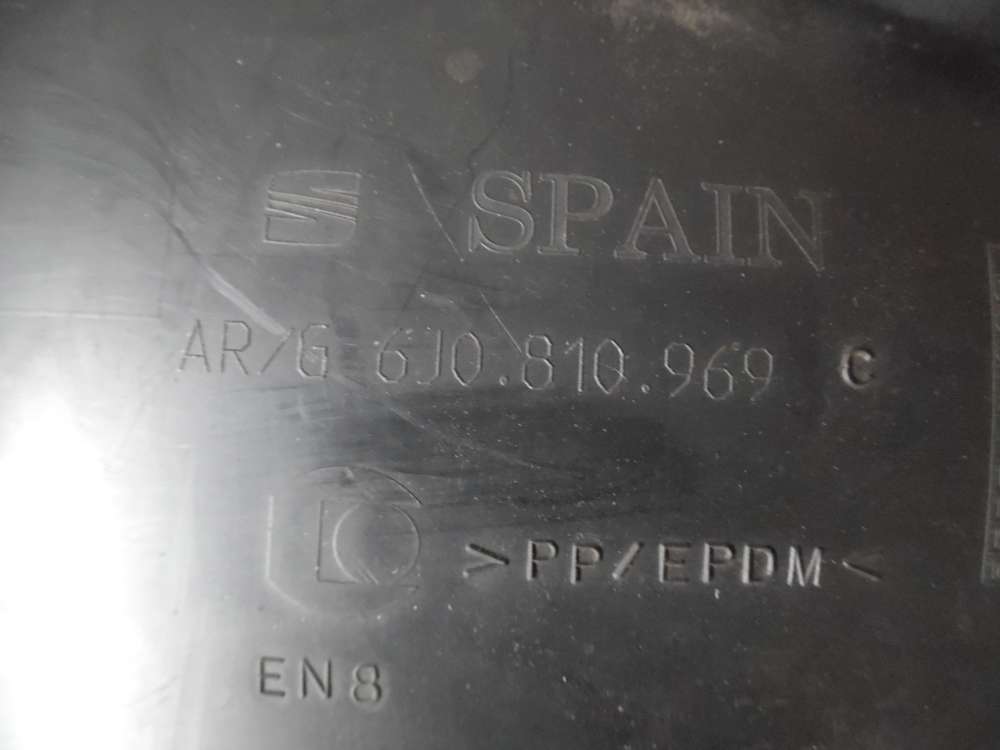 SPAIN
AR/G 6J0.810.969 C
>PP/EPDM<
EN8